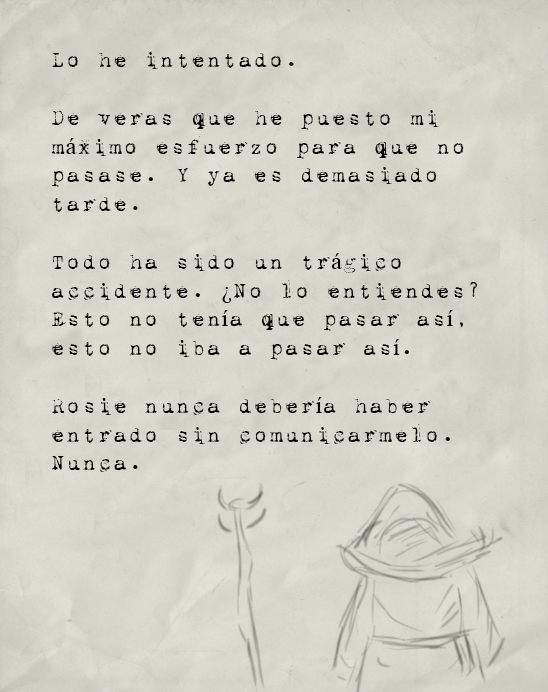 Lo he intentado.
De veras que he puesto mi
máximo esfuerzo para que no
pasase. Y ya es demasiado
tarde.
Todo ha sido un trágico
accidente. ¿No lo entiendes?
Esto no tenía que pasar así,
esto no iba a pasar así.
Rosie nunca debería haber
entrado sin comunicarmelo.
Nunca.